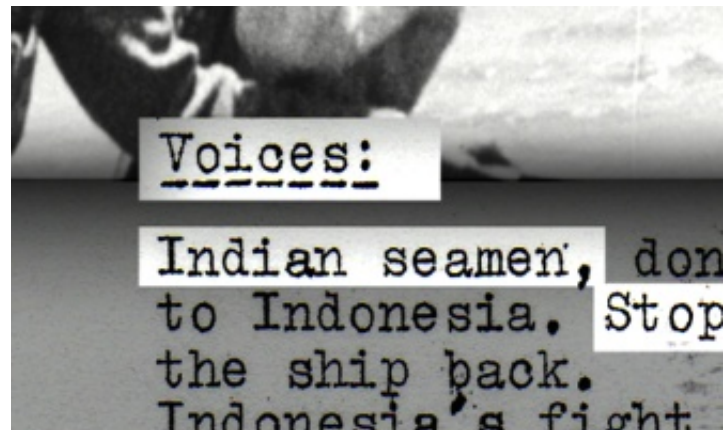 Voices:
Indian seamen, don
to Indonesia. Stop
the ship back.
Indonesia's fight